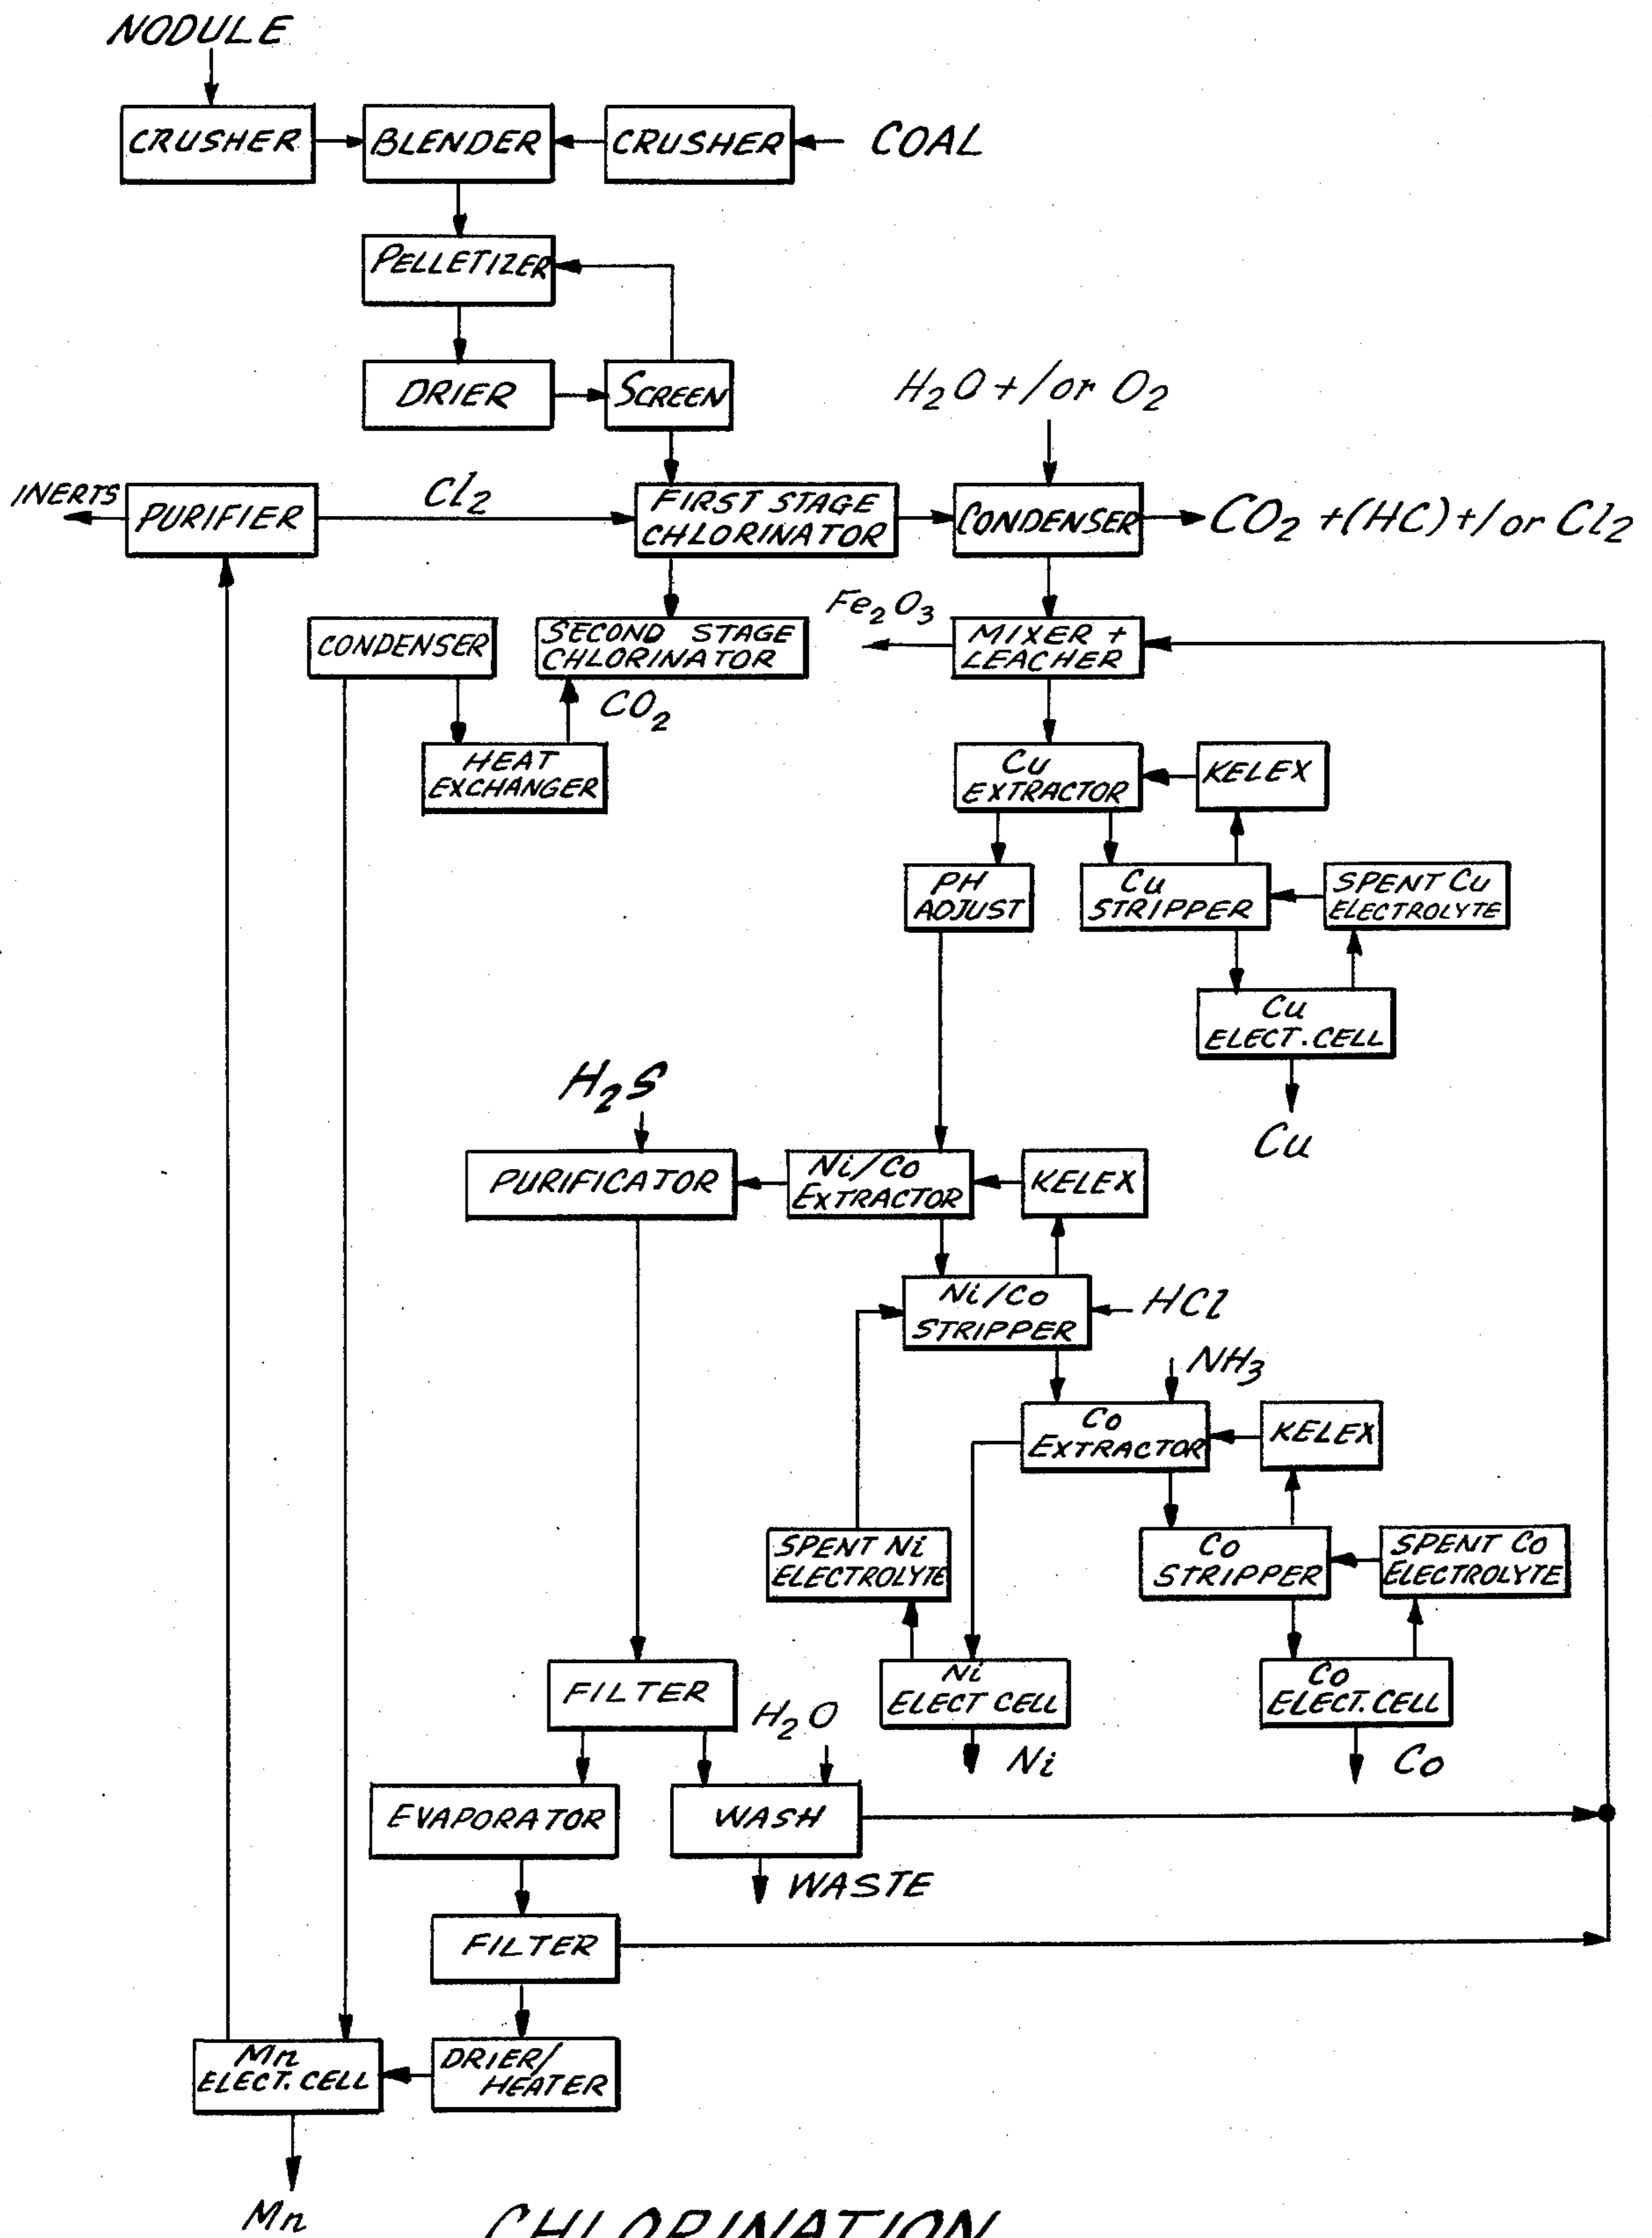 NODULE
CRUSHER
BLENDER
CRUSHER
COAL
PELLETIZER
DRIER
SCREEN
H2O +/or O2
INERTS
PURIFIER
Cl2
FIRST STAGE
CHLORINATOR
CONDENSER
CO2 +(HC)+/or Cl2
CONDENSER
SECOND STAGE
CHLORINATOR
Fe2O3
MIXER +
LEACHER
CO2
HEAT
EXCHANGER
Cu
EXTRACTOR
KELEX
PH
ADJUST
Cu
STRIPPER
SPENT Cu
ELECTROLYTE
Cu
ELECT. CELL
Cu
H2S
PURIFICATOR
Ni/Co
EXTRACTOR
KELEX
Ni/Co
STRIPPER
HCl
NH3
Co
EXTRACTOR
KELEX
SPENT Ni
ELECTROLYTE
Co
STRIPPER
SPENT Co
ELECTROLYTE
FILTER
H2O
Ni
ELECT CELL
Co
ELECT. CELL
Ni
Co
EVAPORATOR
WASH
WASTE
FILTER
Mn
ELECT. CELL
DRIER/
HEATER
Mn
CHLORINATION